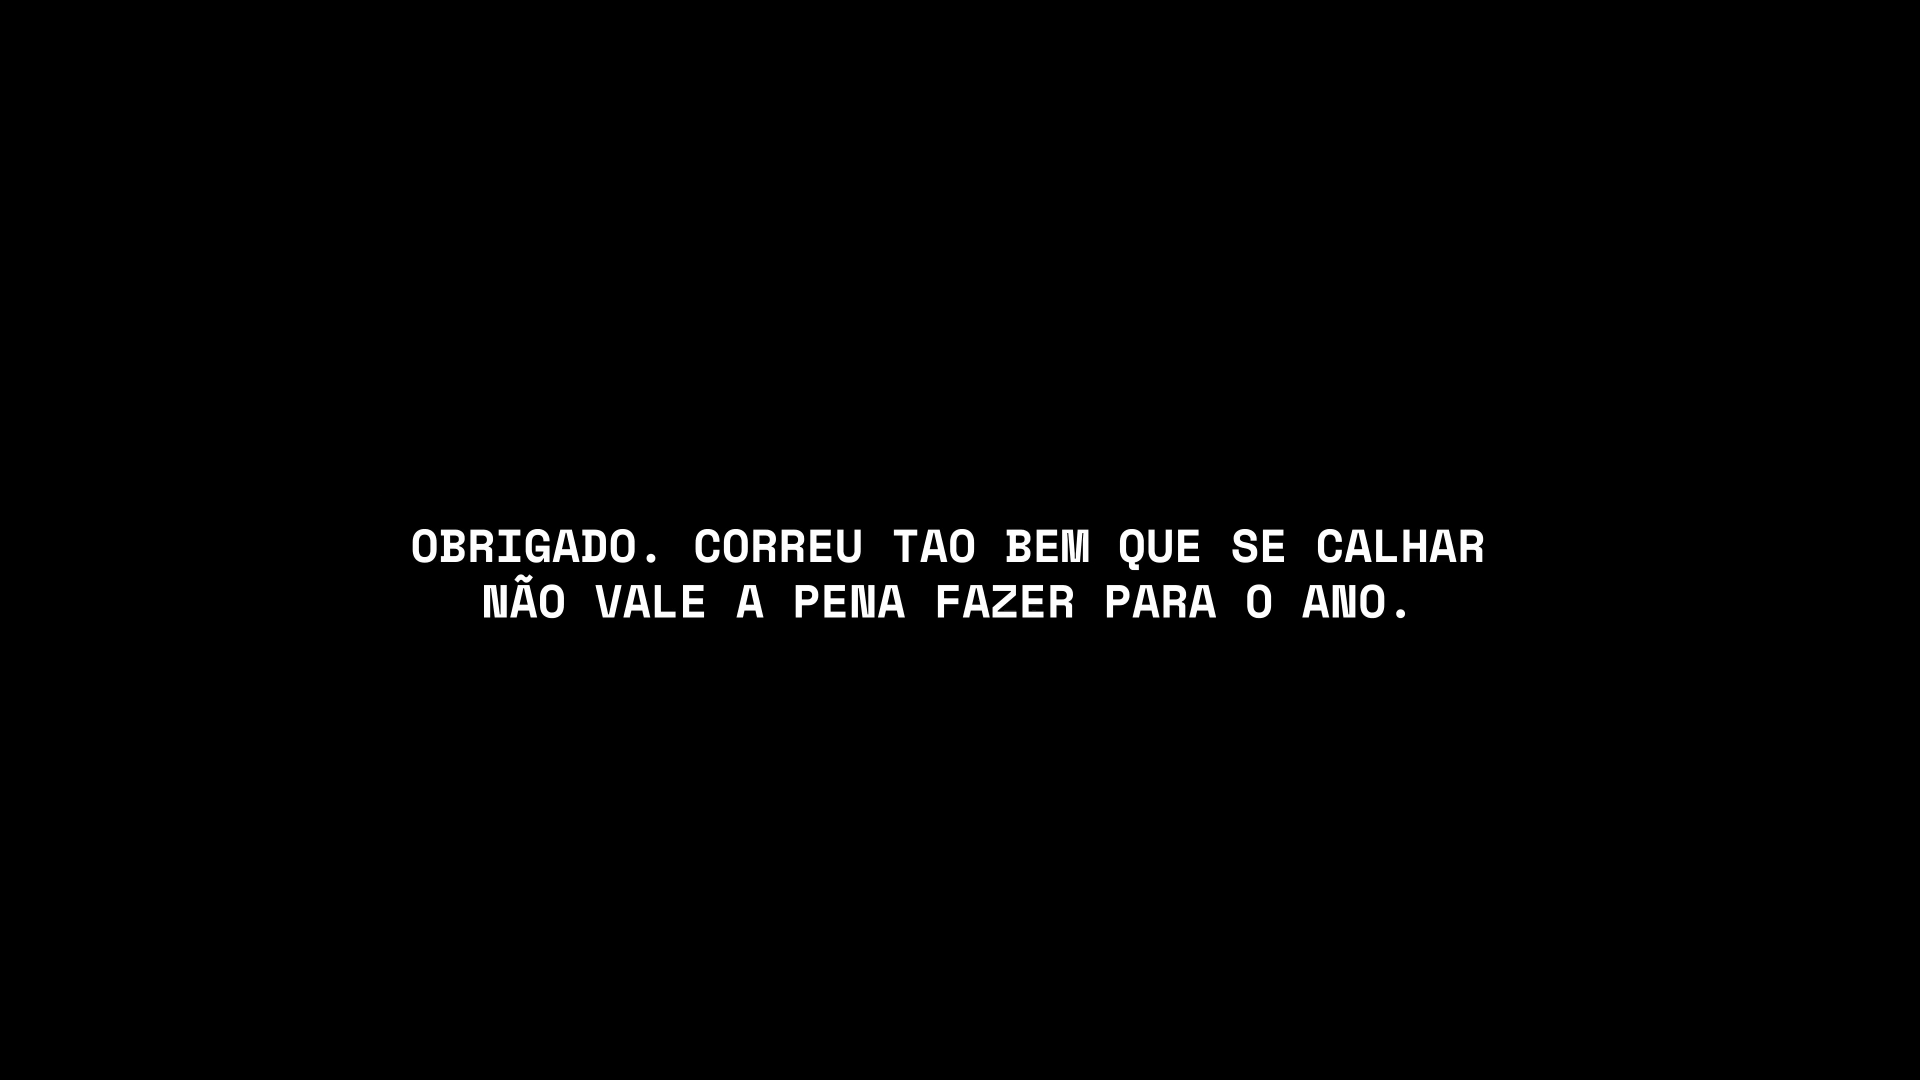 OBRIGADO. CORREU TAO BEM QUE SE CALHAR
NÃO VALE A PENA FAZER PARA O ANO.